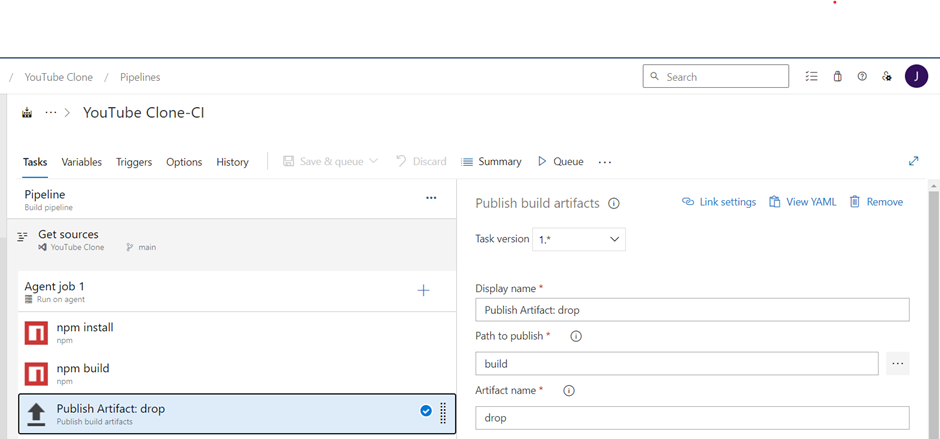 / YouTube Clone / Pipelines
Search
J
··· > YouTube Clone-CI
Tasks Variables Triggers Options History Save & queue Discard Summary Queue ...
Pipeline ...
Build pipeline
Get sources
YouTube Clone main
Agent job 1
Run on agent
npm install
npm
npm build
npm
Publish Artifact: drop
Publish build artifacts
Publish build artifacts Link settings View YAML Remove
Task version 1.*
Display name *
Publish Artifact: drop
Path to publish *
build ...
Artifact name *
drop